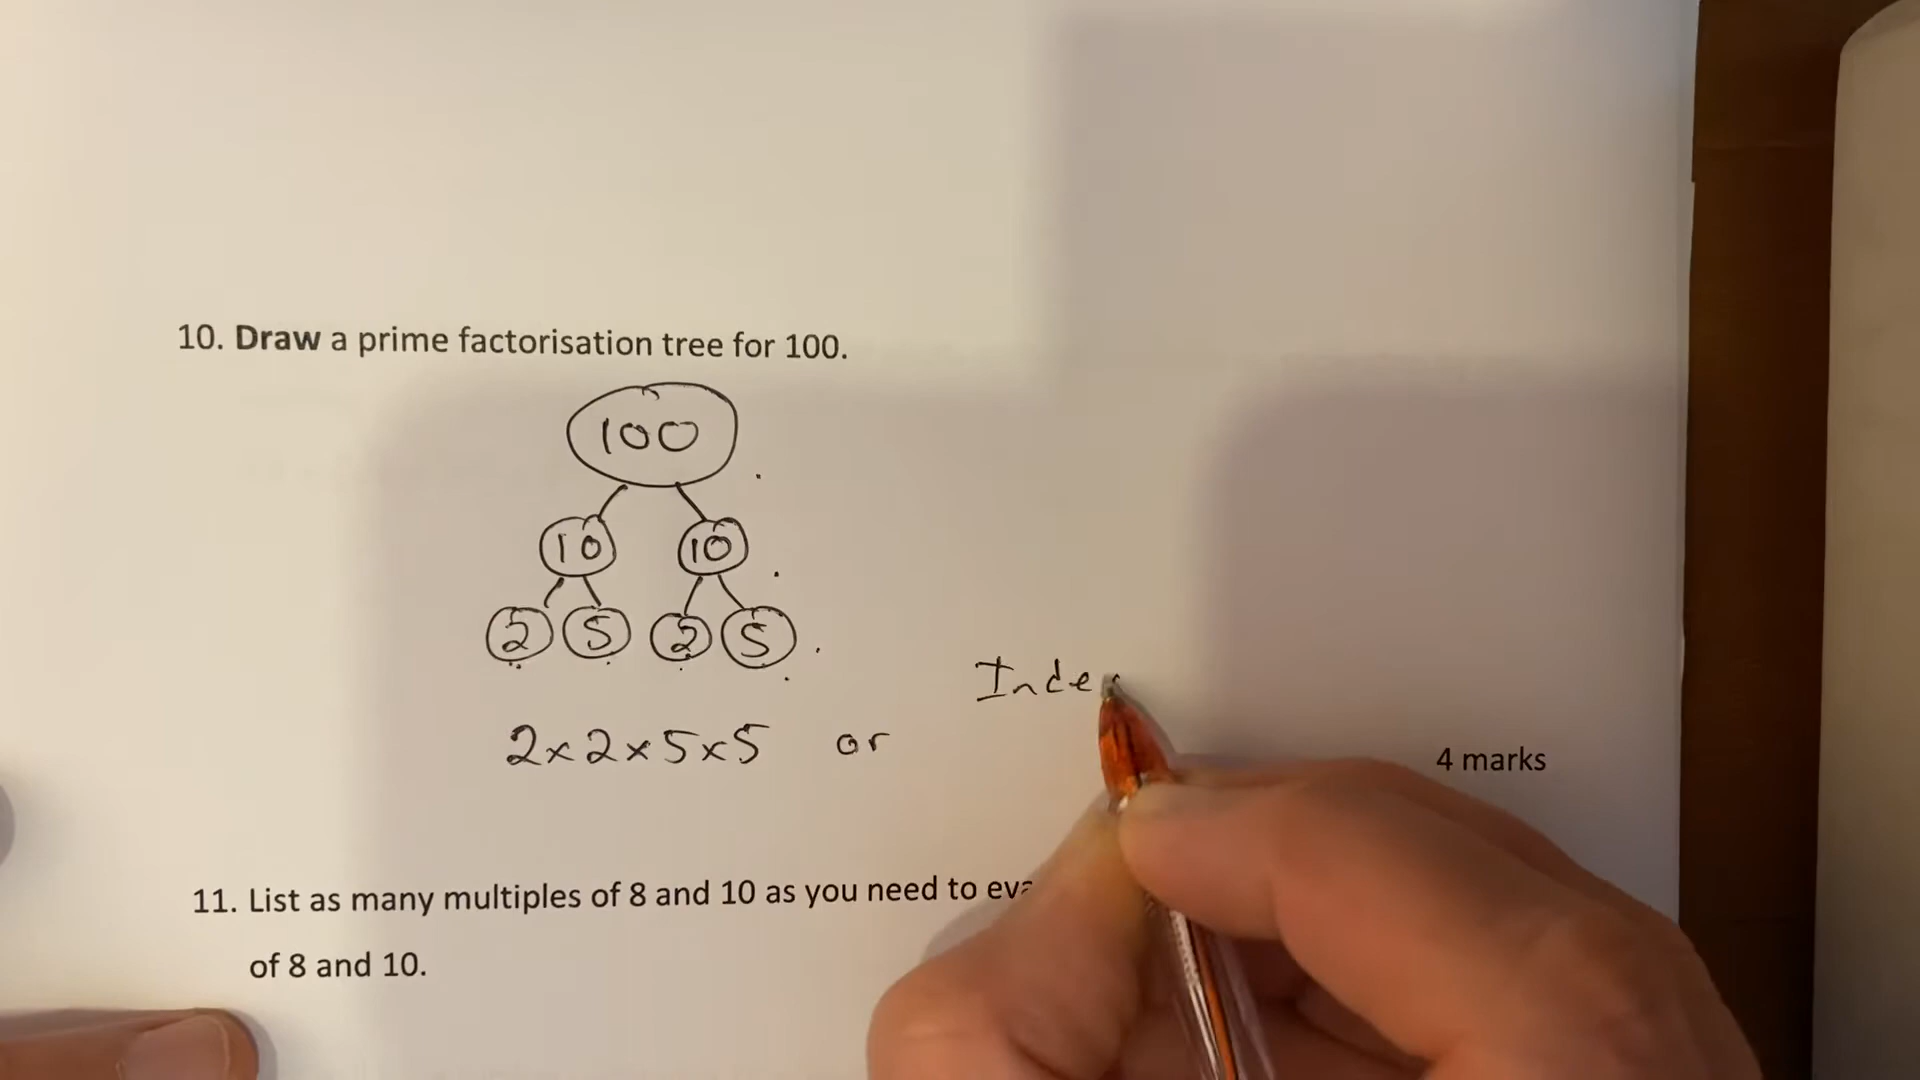 10. Draw a prime factorisation tree for 100.
100
10 10
2 5 2 5
Inde
2×2×5×5 or
4 marks
11. List as many multiples of 8 and 10 as you need to
of 8 and 10.